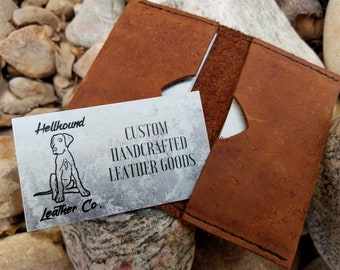 Hellhound
Leather Co.
CUSTOM
HANDCRAFTED
LEATHER GOODS